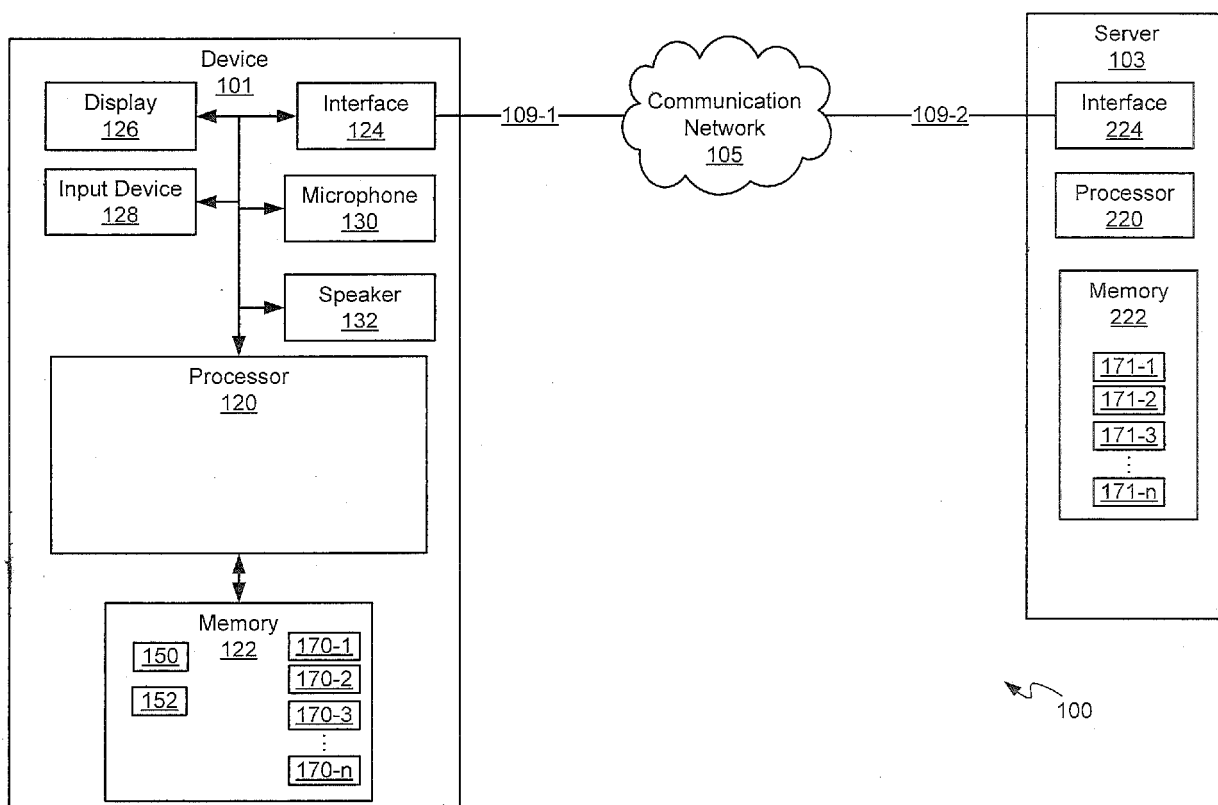 Device
101
Display
126
Interface
124
Input Device
128
Microphone
130
Speaker
132
Processor
120
Memory
122
150
152
170-1
170-2
170-3
170-n
109-1
Communication
Network
105
109-2
Server
103
Interface
224
Processor
220
Memory
222
171-1
171-2
171-3
171-n
100